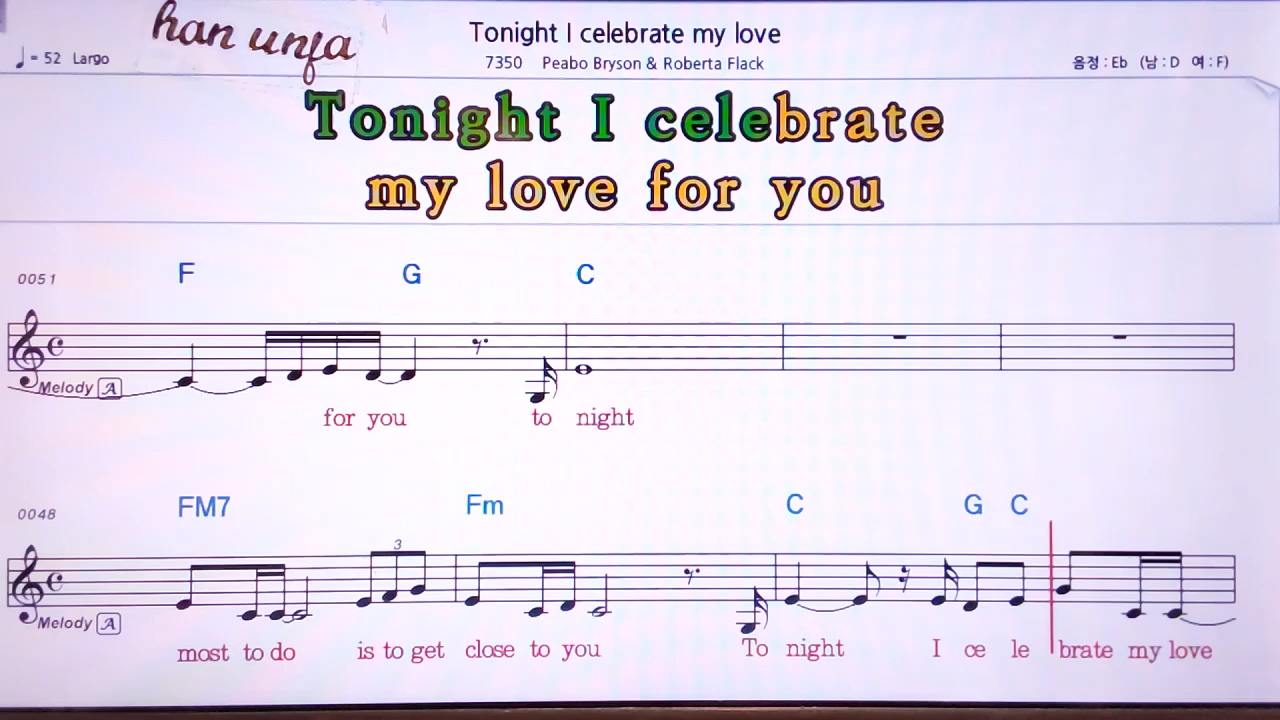 han unja
Tonight I celebrate my love
♩ = 52 Largo
7350 Peabo Bryson & Roberta Flack
음정 : Eb (남 : D 여 : F)
Tonight I celebrate
my love for you
0051
F G C
Melody A
for you to night
0048
FM7 Fm C G C
3
Melody A
most to do is to get close to you To night I ce le brate my love